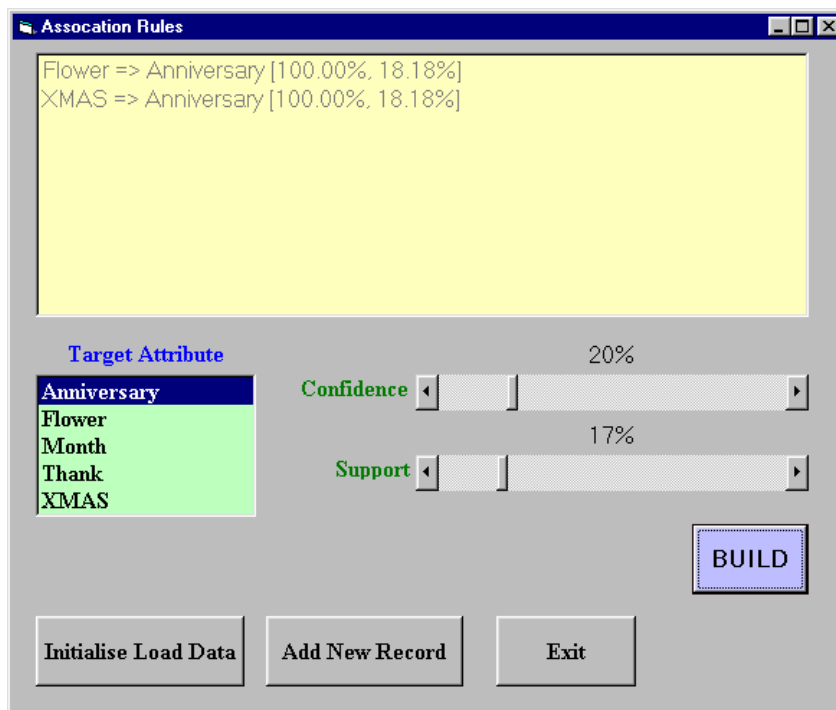 Assocation Rules
Flower => Anniversary [100.00%, 18.18%]
XMAS => Anniversary [100.00%, 18.18%]
Target Attribute
Anniversary
Flower
Month
Thank
XMAS
20%
Confidence
17%
Support
BUILD
Initialise Load Data
Add New Record
Exit